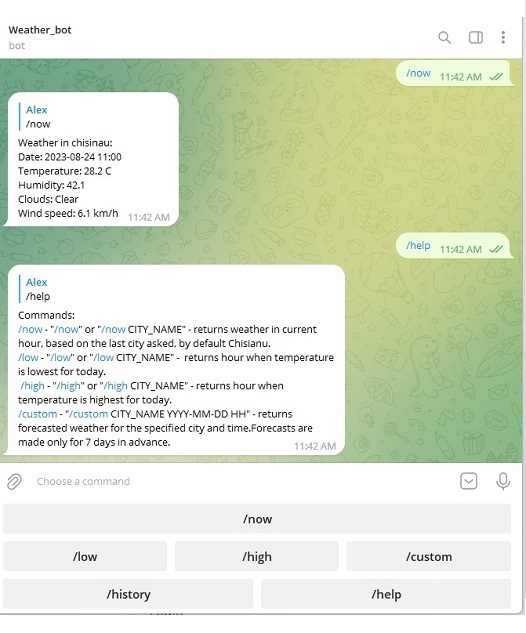 Weather_bot
bot
/now 11:42 AM
Alex
/now
Weather in chisinau:
Date: 2023-08-24 11:00
Temperature: 28.2 C
Humidity: 42.1
Clouds: Clear
Wind speed: 6.1 km/h 11:42 AM
/help 11:42 AM
Alex
/help
Commands:
/now - "/now" or "/now CITY_NAME" - returns weather in current
hour, based on the last city asked, by default Chisianu.
/low - "/low" or "/low CITY_NAME" - returns hour when temperature
is lowest for today.
/high - "/high" or "/high CITY_NAME" - returns hour when
temperature is highest for today.
/custom - "/custom CITY_NAME YYYY-MM-DD HH" - returns
forecasted weather for the specified city and time.Forecasts are
made only for 7 days in advance.
11:42 AM
Choose a command
/now
/low /high /custom
/history /help